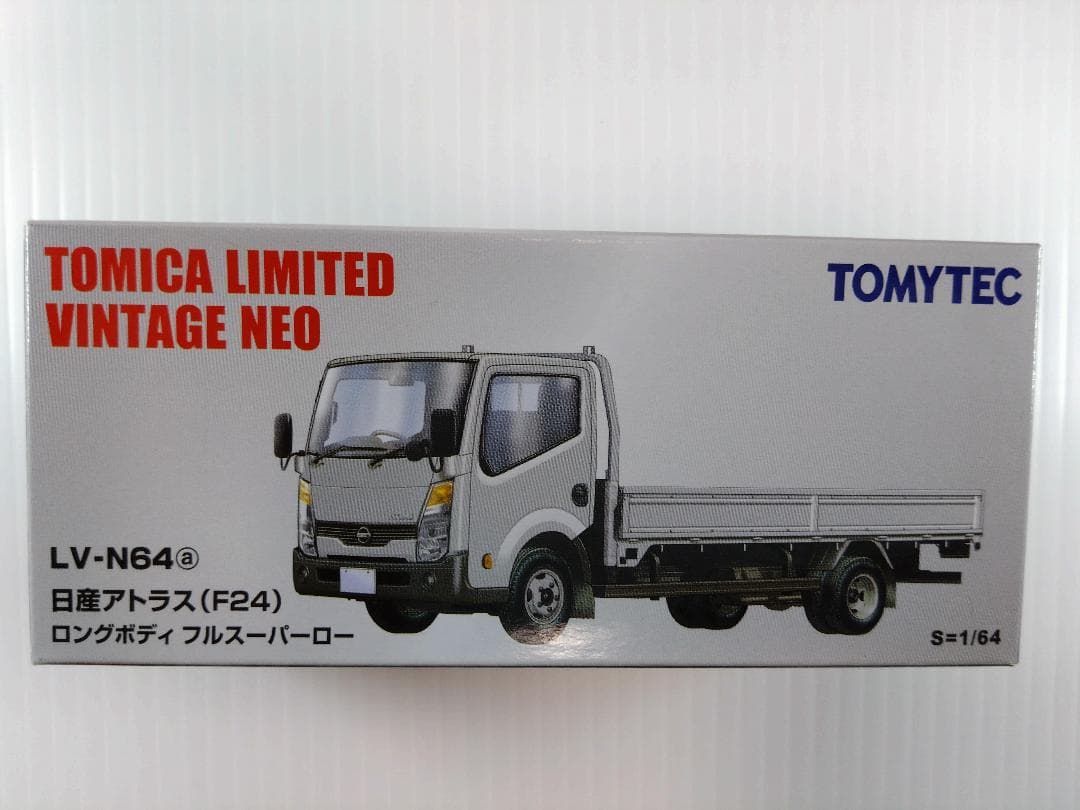 TOMICA LIMITED
VINTAGE NEO
TOMYTEC
LV-N64ⓐ
日産アトラス(F24)
ロングボディ フルスーパーロー
S=1/64